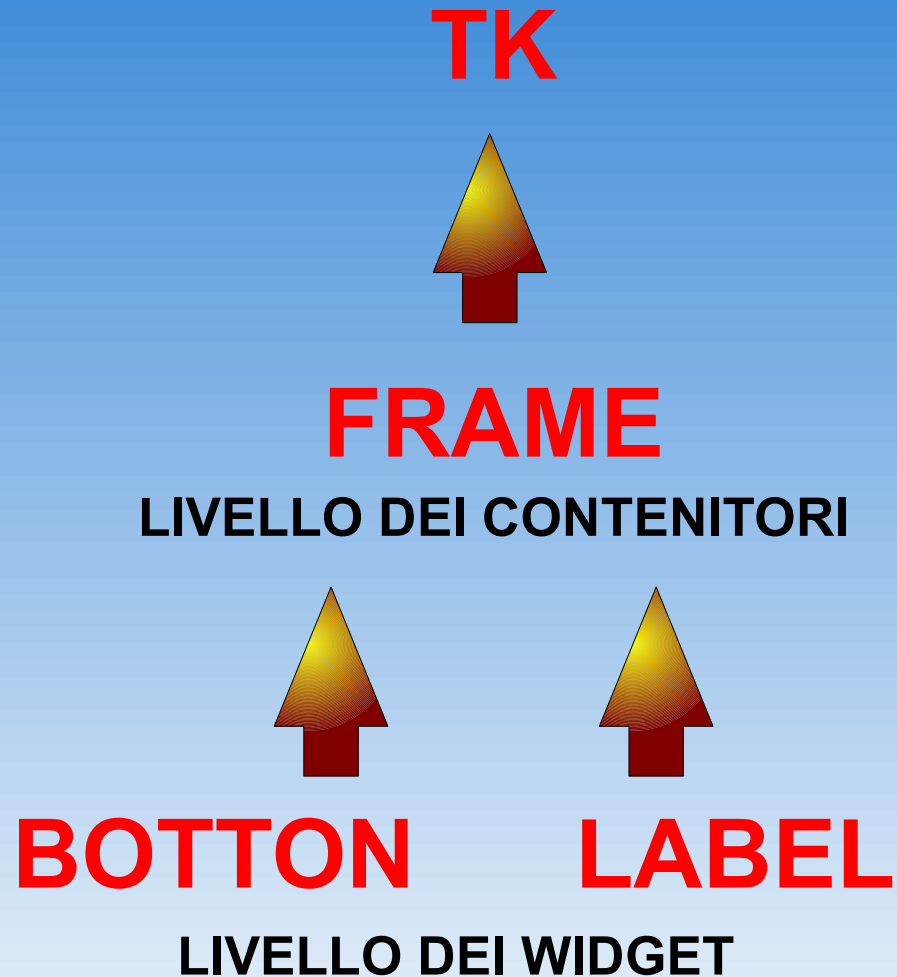 TK
FRAME
LIVELLO DEI CONTENITORI
BOTTON LABEL
LIVELLO DEI WIDGET